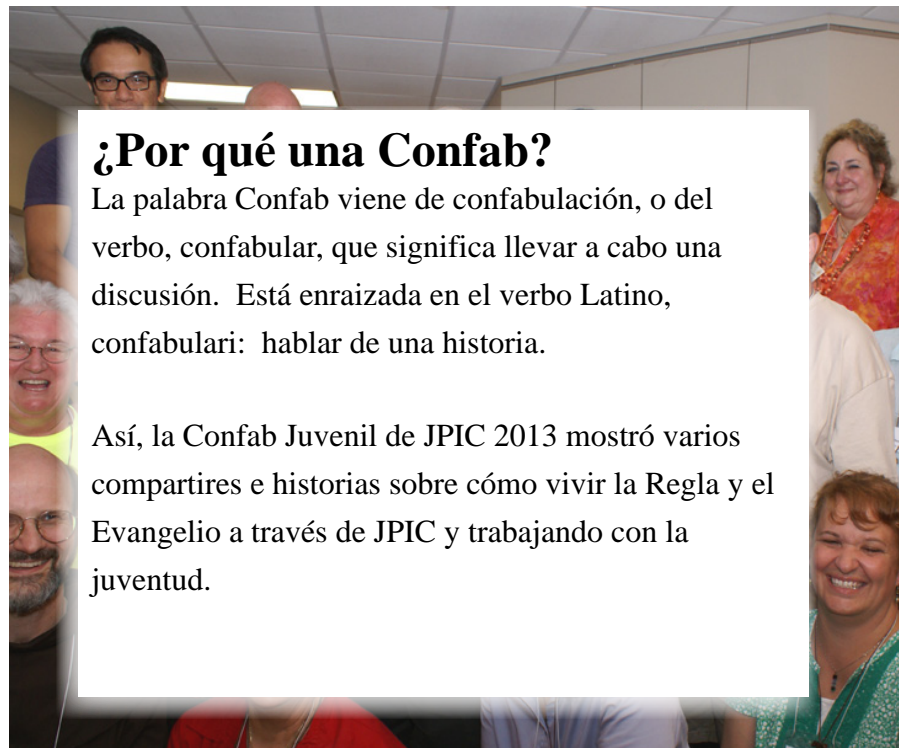 ¿Por qué una Confab?
La palabra Confab viene de confabulación, o del
verbo, confabular, que significa llevar a cabo una
discusión.  Está enraizada en el verbo Latino,
confabulari:  hablar de una historia.
Así, la Confab Juvenil de JPIC 2013 mostró varios
compartires e historias sobre cómo vivir la Regla y el
Evangelio a través de JPIC y trabajando con la
juventud.